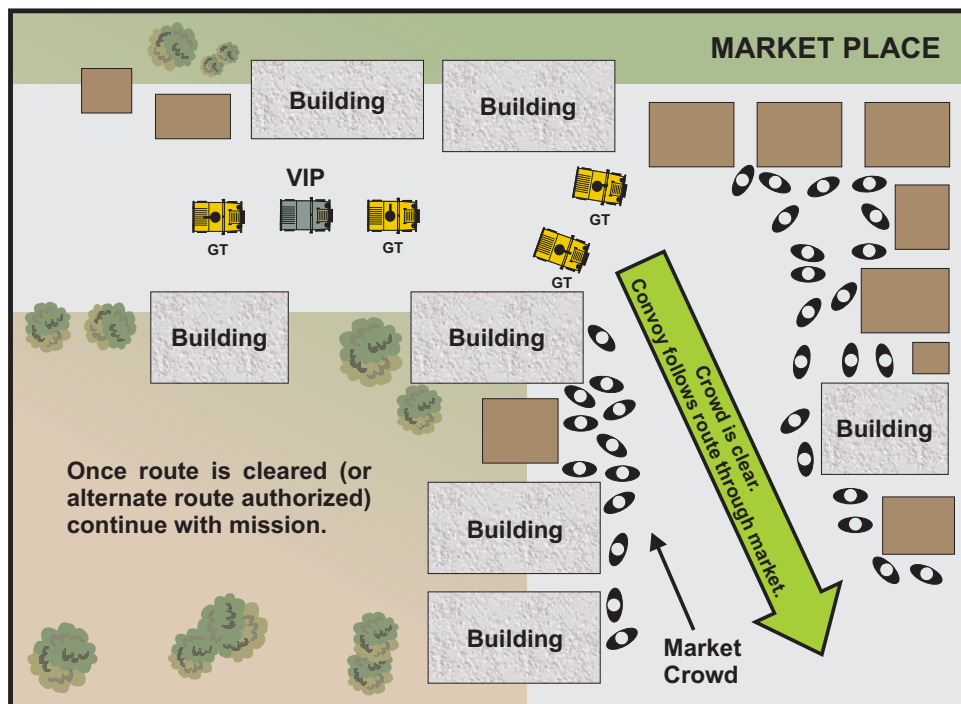 MARKET PLACE
Building
Building
VIP
GT
GT
GT
GT
Building
Building
Crowd is clear.
Convoy follows route through market.
Building
Once route is cleared (or
alternate route authorized)
continue with mission.
Building
Building
Market
Crowd